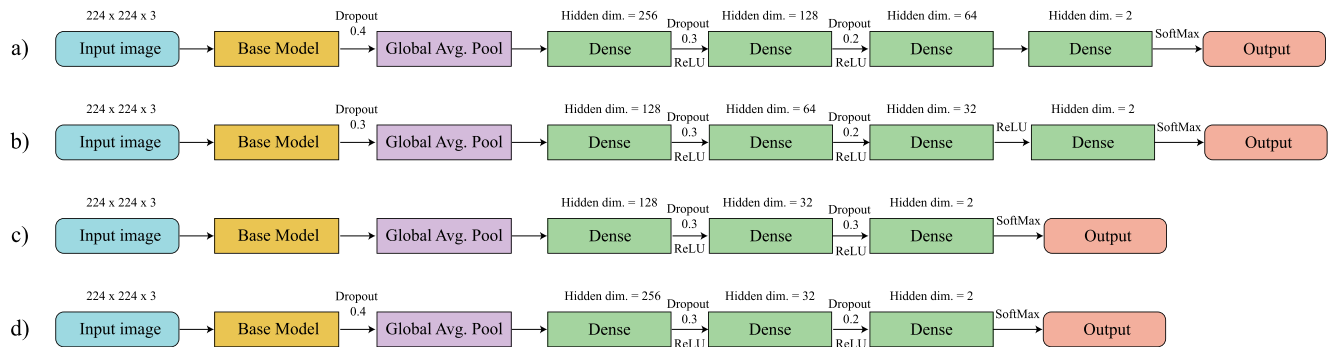 224 x 224 x 3 Dropout 0.4 Hidden dim. = 256 Dropout 0.3 Hidden dim. = 128 Dropout 0.2 Hidden dim. = 64 Hidden dim. = 2
a) Input image Base Model Global Avg. Pool Dense ReLU Dense ReLU Dense Dense SoftMax Output
224 x 224 x 3 Dropout 0.3 Hidden dim. = 128 Dropout 0.3 Hidden dim. = 64 Dropout 0.2 Hidden dim. = 32 Hidden dim. = 2
b) Input image Base Model Global Avg. Pool Dense ReLU Dense ReLU Dense ReLU Dense SoftMax Output
224 x 224 x 3 Hidden dim. = 128 Dropout 0.3 Hidden dim. = 32 Dropout 0.3 Hidden dim. = 2
c) Input image Base Model Global Avg. Pool Dense ReLU Dense ReLU Dense SoftMax Output
224 x 224 x 3 Dropout 0.4 Hidden dim. = 256 Dropout 0.3 Hidden dim. = 32 Dropout 0.2 Hidden dim. = 2
d) Input image Base Model Global Avg. Pool Dense ReLU Dense ReLU Dense SoftMax Output